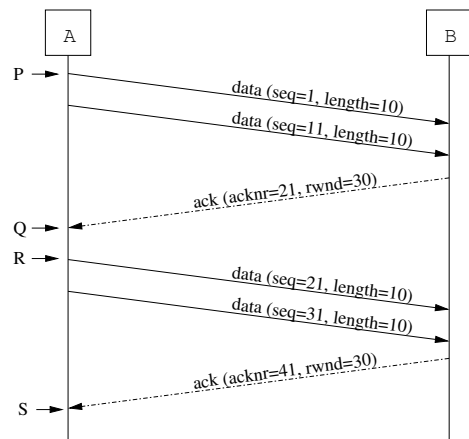 A
B
P
data (seq=1, length=10)
data (seq=11, length=10)
ack (acknr=21, rwnd=30)
Q
R
data (seq=21, length=10)
data (seq=31, length=10)
ack (acknr=41, rwnd=30)
S